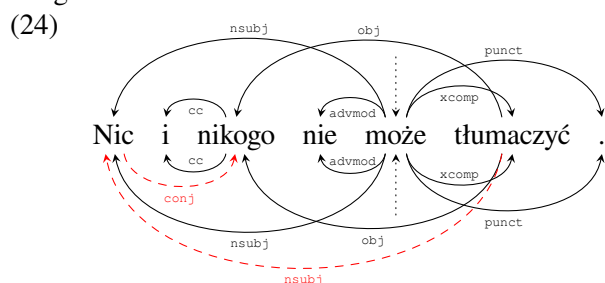 (24)
nsubj obj punct
cc advmod xcomp
Nic i nikogo nie może tłumaczyć .
cc advmod xcomp
conj
nsubj obj punct
nsubj